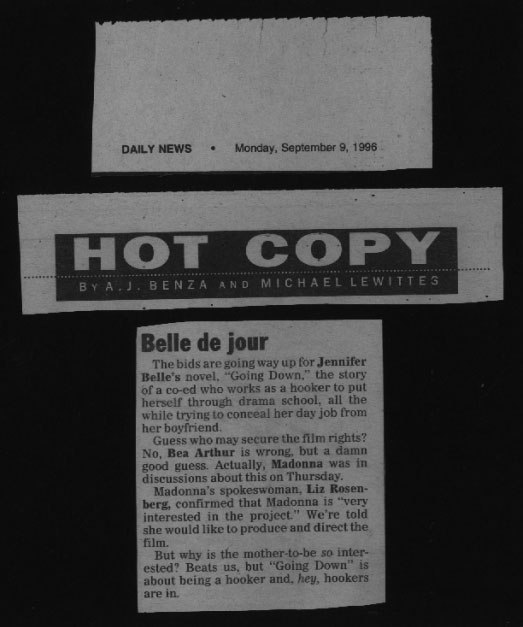 DAILY NEWS • Monday, September 9, 1996
HOT COPY
BY A.J. BENZA AND MICHAEL LEWITTES
Belle de jour
The bids are going way up for Jennifer
Belle's novel, "Going Down," the story
of a co-ed who works as a hooker to put
herself through drama school, all the
while trying to conceal her day job from
her boyfriend.
Guess who may secure the film rights?
No, Bea Arthur is wrong, but a damn
good guess. Actually, Madonna was in
discussions about this on Thursday.
Madonna's spokeswoman, Liz Rosen-
berg, confirmed that Madonna is "very
interested in the project." We're told
she would like to produce and direct the
film.
But why is the mother-to-be so inter-
ested? Beats us, but "Going Down" is
about being a hooker and, hey, hookers
are in.